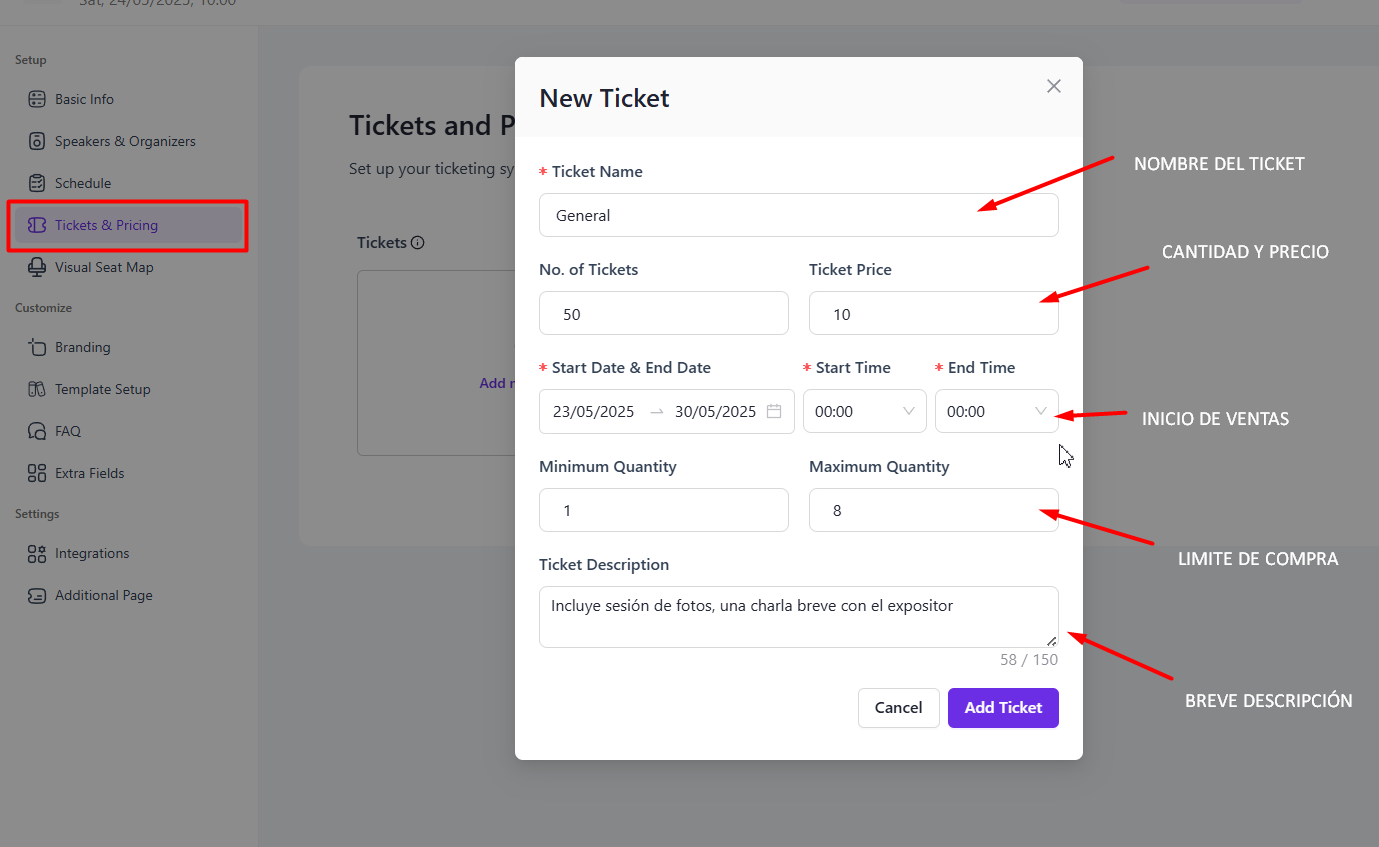 Sat, 24/05/2025, 10:00
Setup
Basic Info
Speakers & Organizers
Schedule
Tickets & Pricing
Visual Seat Map
Customize
Branding
Template Setup
FAQ
Extra Fields
Settings
Integrations
Additional Page
Tickets and P
Set up your ticketing sy
Tickets
Add
New Ticket
* Ticket Name
General
No. of Tickets
Ticket Price
50
10
* Start Date & End Date
* Start Time
* End Time
23/05/2025 → 30/05/2025
00:00
00:00
Minimum Quantity
Maximum Quantity
1
8
Ticket Description
Incluye sesión de fotos, una charla breve con el expositor
58 / 150
Cancel
Add Ticket
NOMBRE DEL TICKET
CANTIDAD Y PRECIO
INICIO DE VENTAS
LIMITE DE COMPRA
BREVE DESCRIPCIÓN